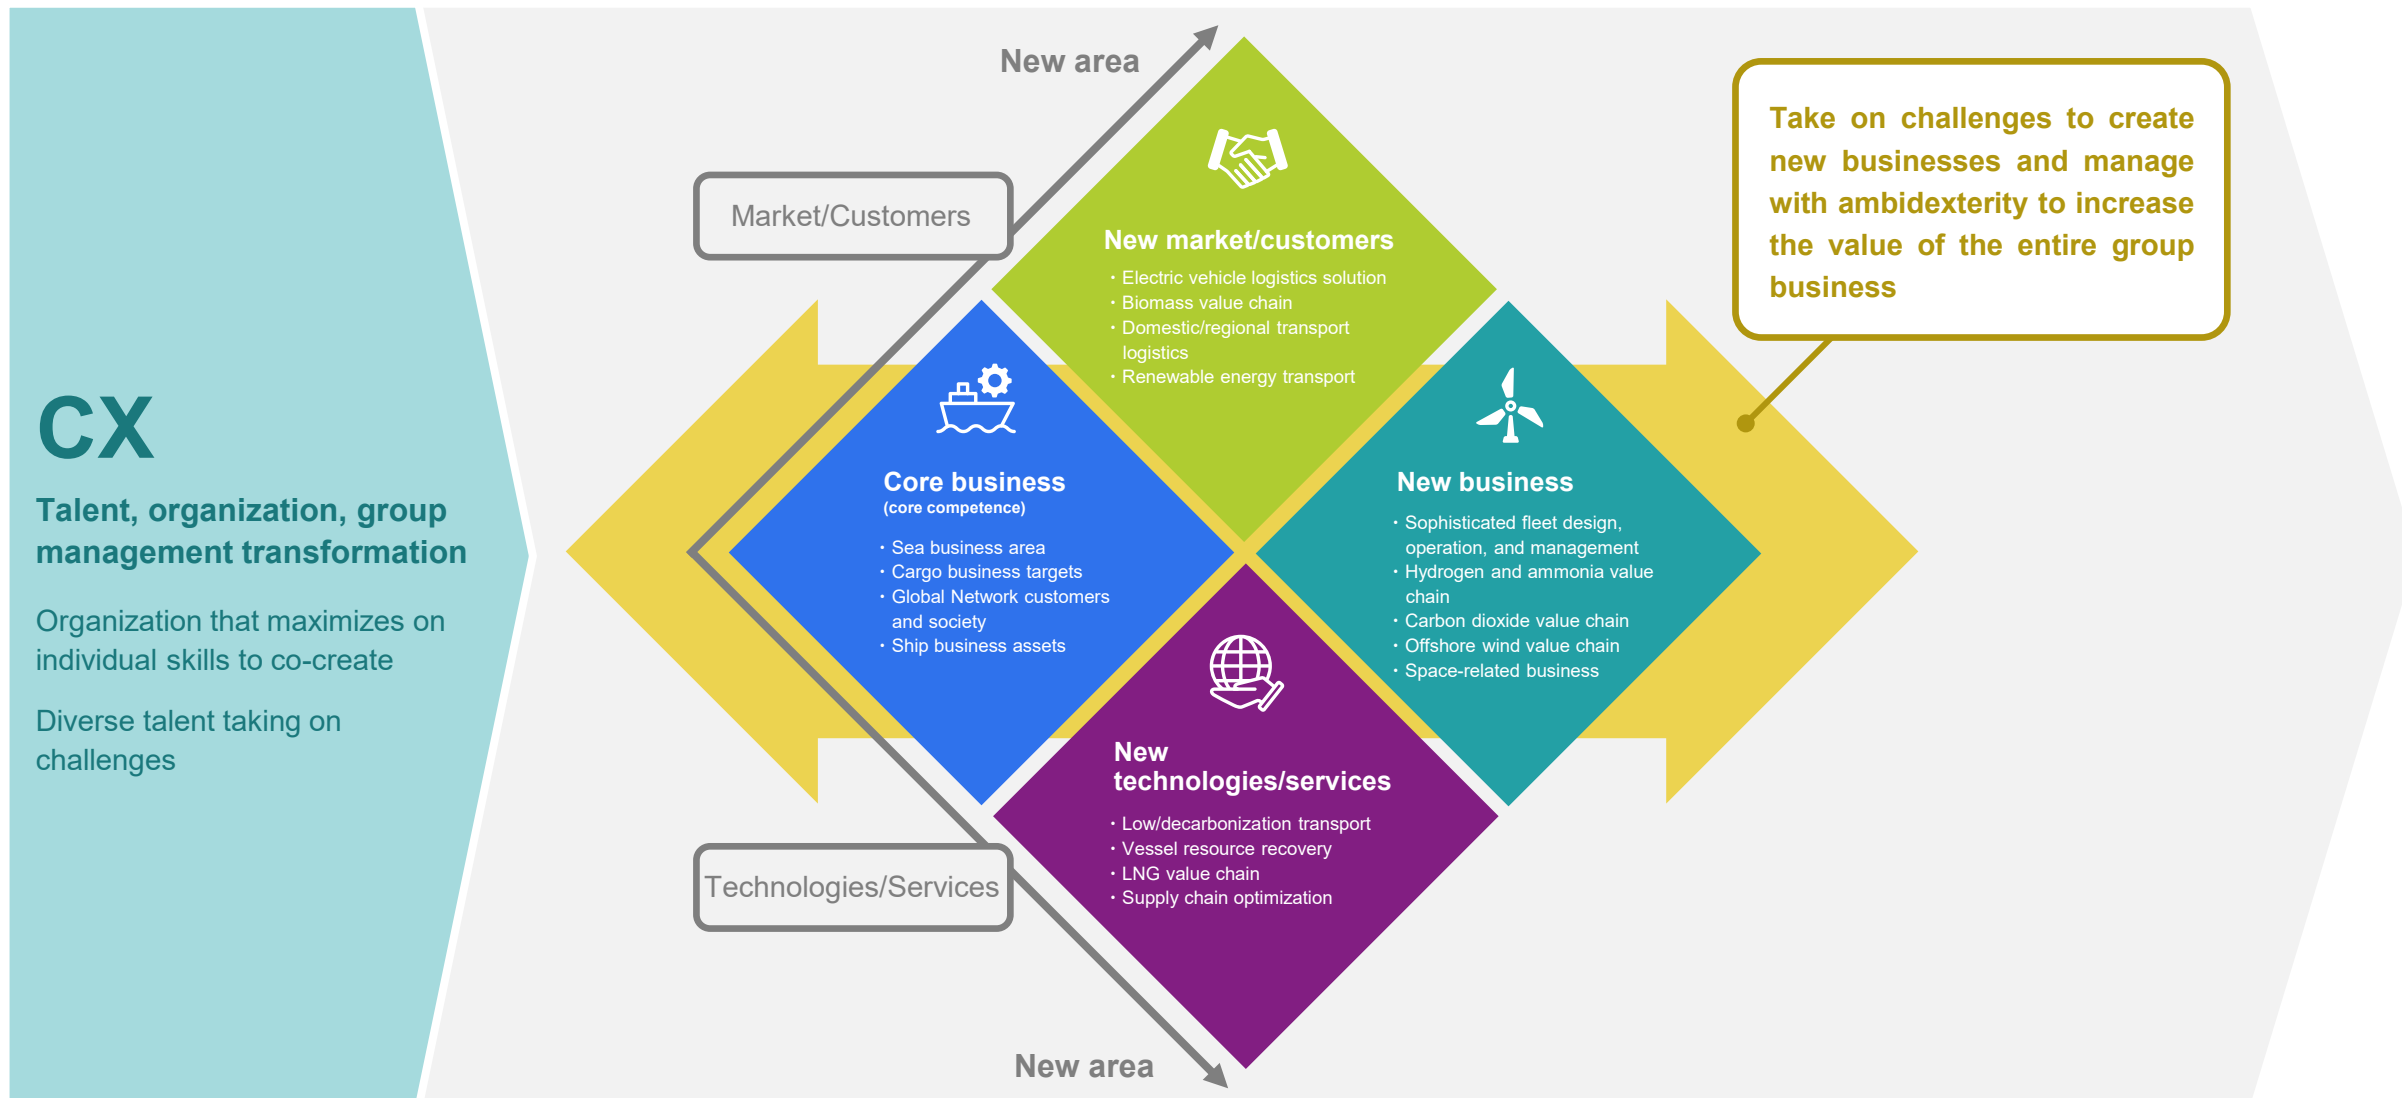 CX
Talent, organization, group
management transformation
Organization that maximizes on
individual skills to co-create
Diverse talent taking on
challenges
New area
Market/Customers
New market/customers
・Electric vehicle logistics solution
・Biomass value chain
・Domestic/regional transport
logistics
・Renewable energy transport
Core business
(core competence)
・Sea business area
・Cargo business targets
・Global Network customers
and society
・Ship business assets
New business
・Sophisticated fleet design,
operation, and management
・Hydrogen and ammonia value
chain
・Carbon dioxide value chain
・Offshore wind value chain
・Space-related business
New
technologies/services
・Low/decarbonization transport
・Vessel resource recovery
・LNG value chain
・Supply chain optimization
Technologies/Services
New area
Take on challenges to create
new businesses and manage
with ambidexterity to increase
the value of the entire group
business